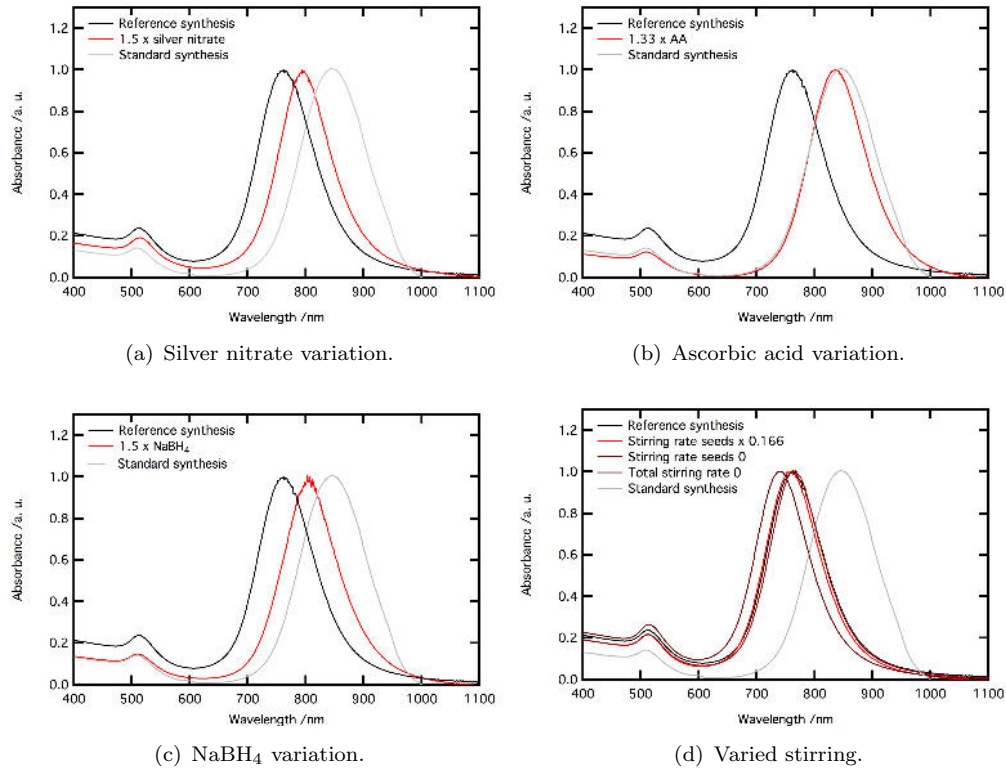 Reference synthesis
1.5 x silver nitrate
Standard synthesis
1.2
1.0
0.8
0.6
0.4
0.2
0.0
Absorbance /a. u.
400 500 600 700 800 900 1000 1100
Wavelength /nm
(a) Silver nitrate variation.
Reference synthesis
1.33 x AA
Standard synthesis
1.2
1.0
0.8
0.6
0.4
0.2
0.0
Absorbance /a. u.
400 500 600 700 800 900 1000 1100
Wavelength /nm
(b) Ascorbic acid variation.
Reference synthesis
1.5 x NaBH₄
Standard synthesis
1.2
1.0
0.8
0.6
0.4
0.2
0.0
Absorbance /a. u.
400 500 600 700 800 900 1000 1100
Wavelength /nm
(c) NaBH₄ variation.
Reference synthesis
Stirring rate seeds x 0.166
Stirring rate seeds 0
Total stirring rate 0
Standard synthesis
1.2
1.0
0.8
0.6
0.4
0.2
0.0
Absorbance /a. u.
400 500 600 700 800 900 1000 1100
Wavelength /nm
(d) Varied stirring.